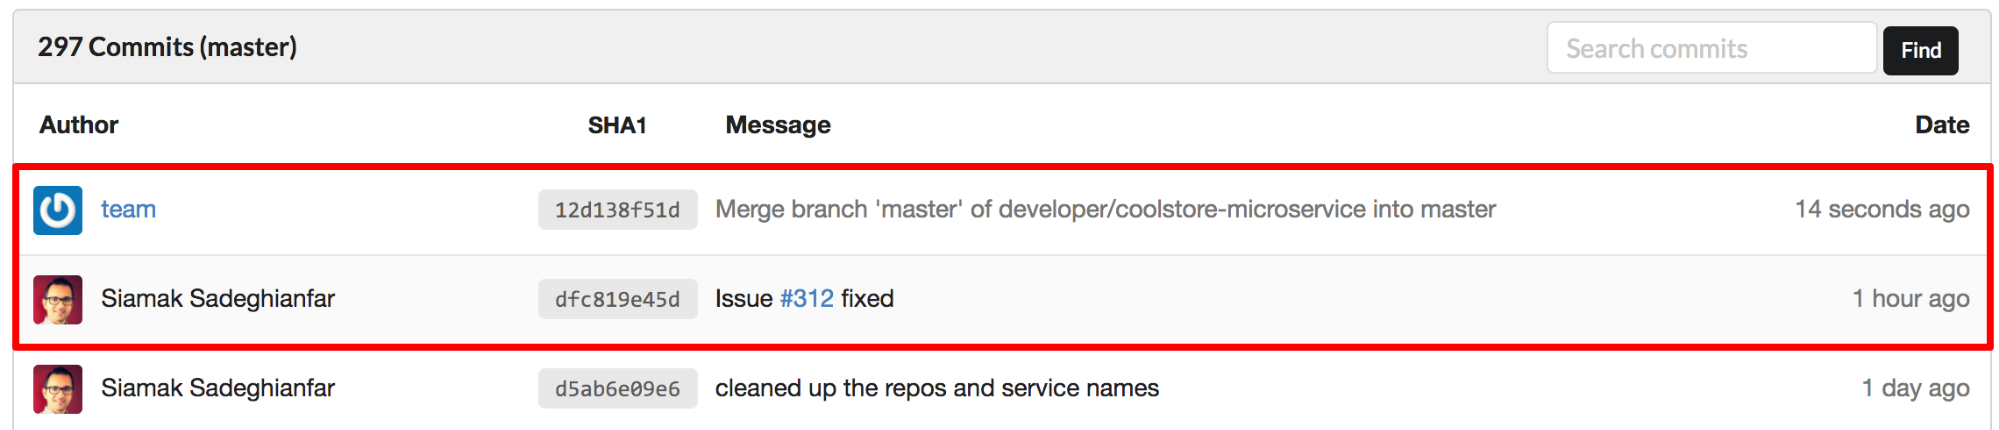 297 Commits (master) Search commits Find
Author SHA1 Message Date
team 12d138f51d Merge branch 'master' of developer/coolstore-microservice into master 14 seconds ago
Siamak Sadeghianfar dfc819e45d Issue #312 fixed 1 hour ago
Siamak Sadeghianfar d5ab6e09e6 cleaned up the repos and service names 1 day ago